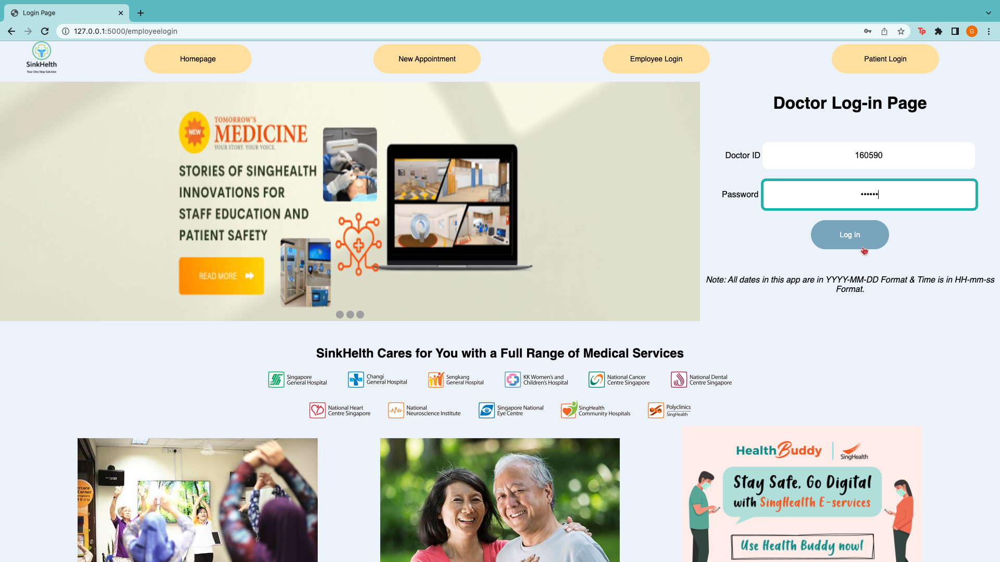 Login Page
127.0.0.1:5000/employeelogin
G
SinkHelth
Your One Stop Solution
Homepage
New Appointment
Employee Login
Patient Login
NEW
TOMORROW'S
MEDICINE
YOUR STORY. YOUR VOICE.
STORIES OF SINGHEALTH
INNOVATIONS FOR
STAFF EDUCATION AND
PATIENT SAFETY
READ MORE
Doctor Log-in Page
Doctor ID
160590
Password
••••••
Log In
Note: All dates in this app are in YYYY-MM-DD Format & Time is in HH-mm-ss
Format.
SinkHelth Cares for You with a Full Range of Medical Services
Singapore
General Hospital
Changi
General Hospital
Sengkang
General Hospital
KK Women's and
Children's Hospital
National Cancer
Centre Singapore
National Dental
Centre Singapore
National Heart
Centre Singapore
National
Neuroscience Institute
Singapore National
Eye Centre
SingHealth
Community Hospitals
Polyclinics
SingHealth
HealthBuddy
SingHealth
Stay Safe, Go Digital
with SingHealth E-services
Use Health Buddy now!